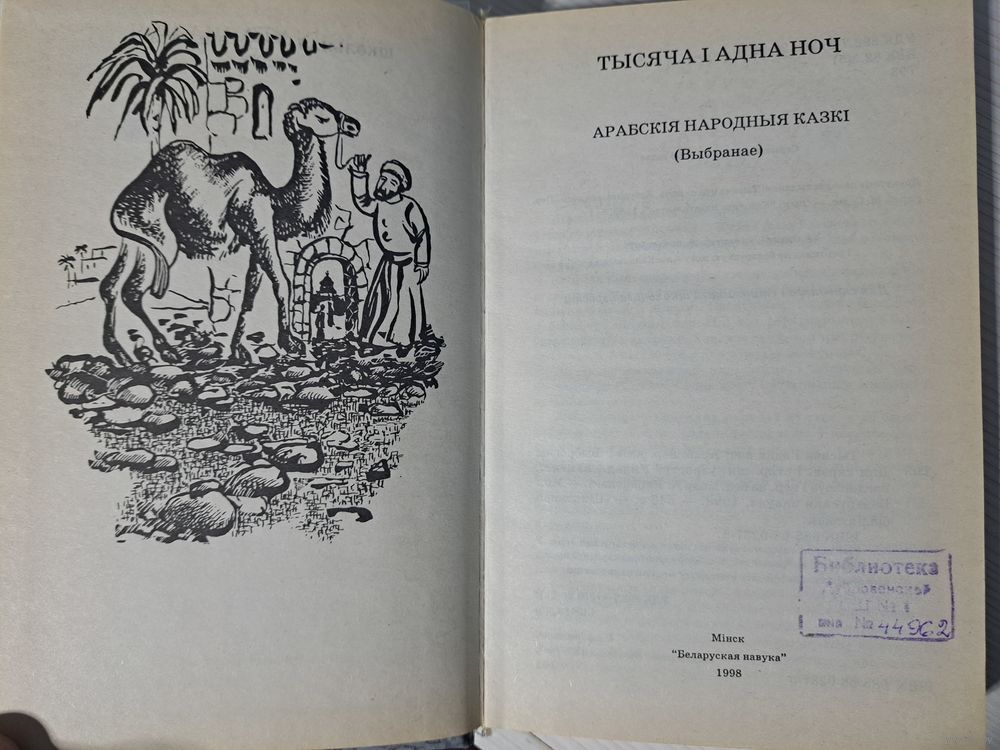 ТЫСЯЧА І АДНА НОЧ
АРАБСКІЯ НАРОДНЫЯ КАЗКІ
(Выбранае)
Библиотека
№ 44962
Мінск
"Беларуская навука"
1998